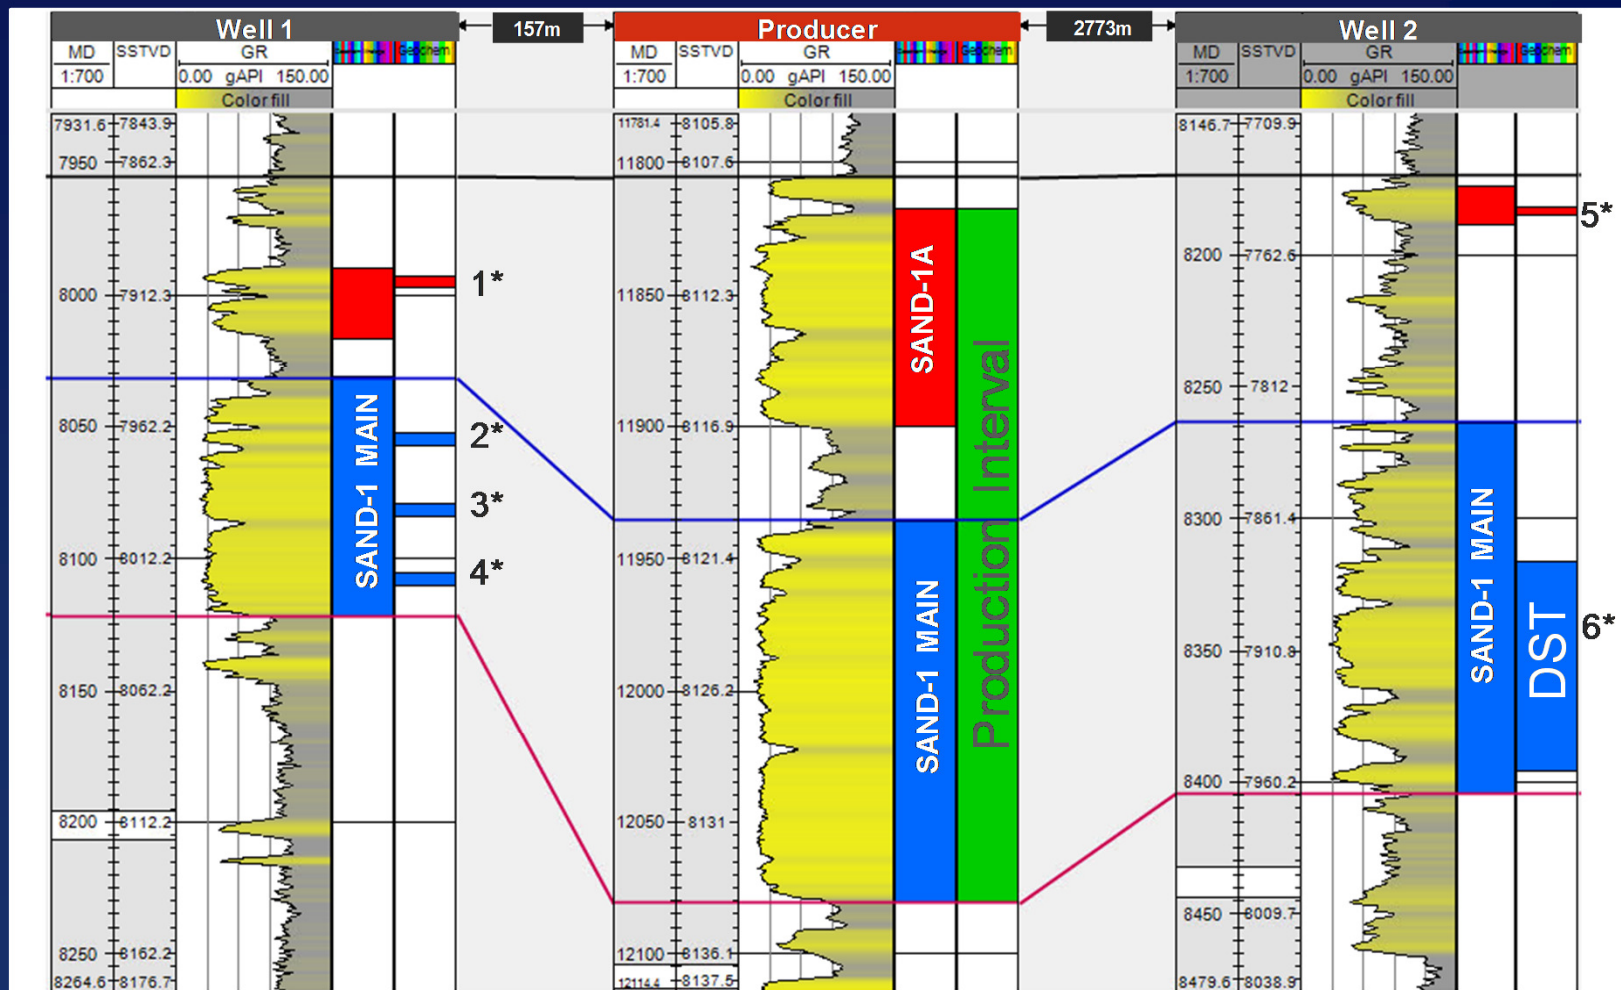 Well 1
157m
Producer
2773m
Well 2
MD SSTVD GR Geochem
1:700 0.00 gAPI 150.00
Color fill
MD SSTVD GR Geochem
1:700 0.00 gAPI 150.00
Color fill
MD SSTVD GR Geochem
1:700 0.00 gAPI 150.00
Color fill
7931.6 7843.9
7950 7862.3
8000 7912.3
8050 7962.2
8100 8012.2
8150 8062.2
8200 8112.2
8250 8162.2
8264.6 8176.7
SAND-1 MAIN
1*
2*
3*
4*
11781.4 8105.8
11800 8107.6
11850 8112.3
11900 8116.9
11950 8121.4
12000 8126.2
12050 8131
12100 8136.1
12114.4 8137.5
SAND-1A
SAND-1 MAIN
Production Interval
8146.7 7709.9
8200 7762.6
8250 7812
8300 7861.4
8350 7910.8
8400 7960.2
8450 8009.7
8479.6 8038.9
SAND-1 MAIN
DST
5*
6*